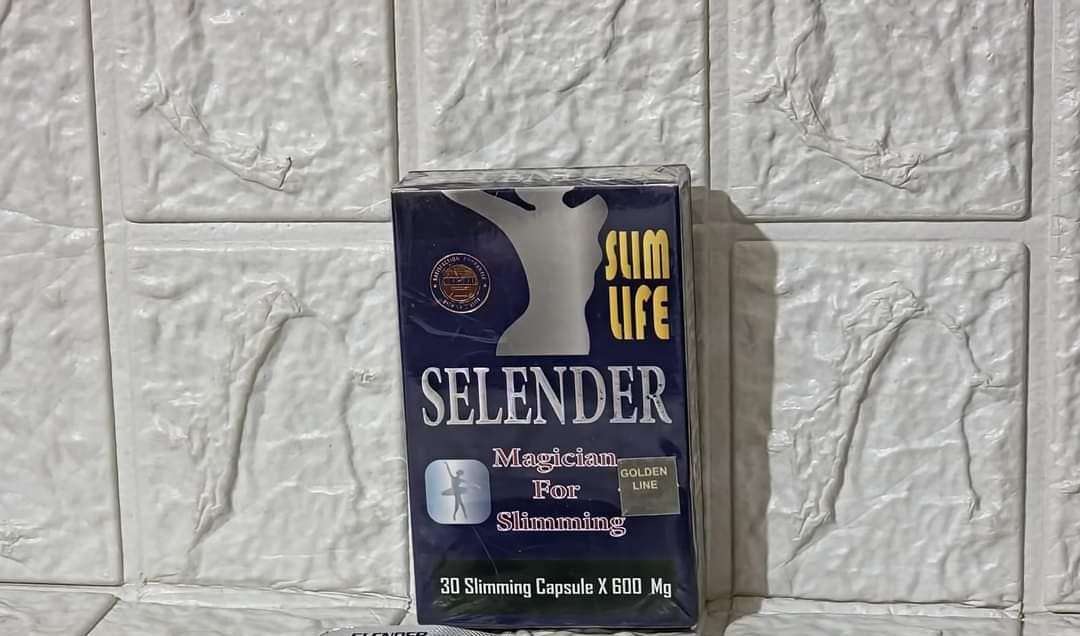 SLIM
LIFE
SELENDER
Magician
For
Slimming
GOLDEN
LINE
30 Slimming Capsule X 600 Mg